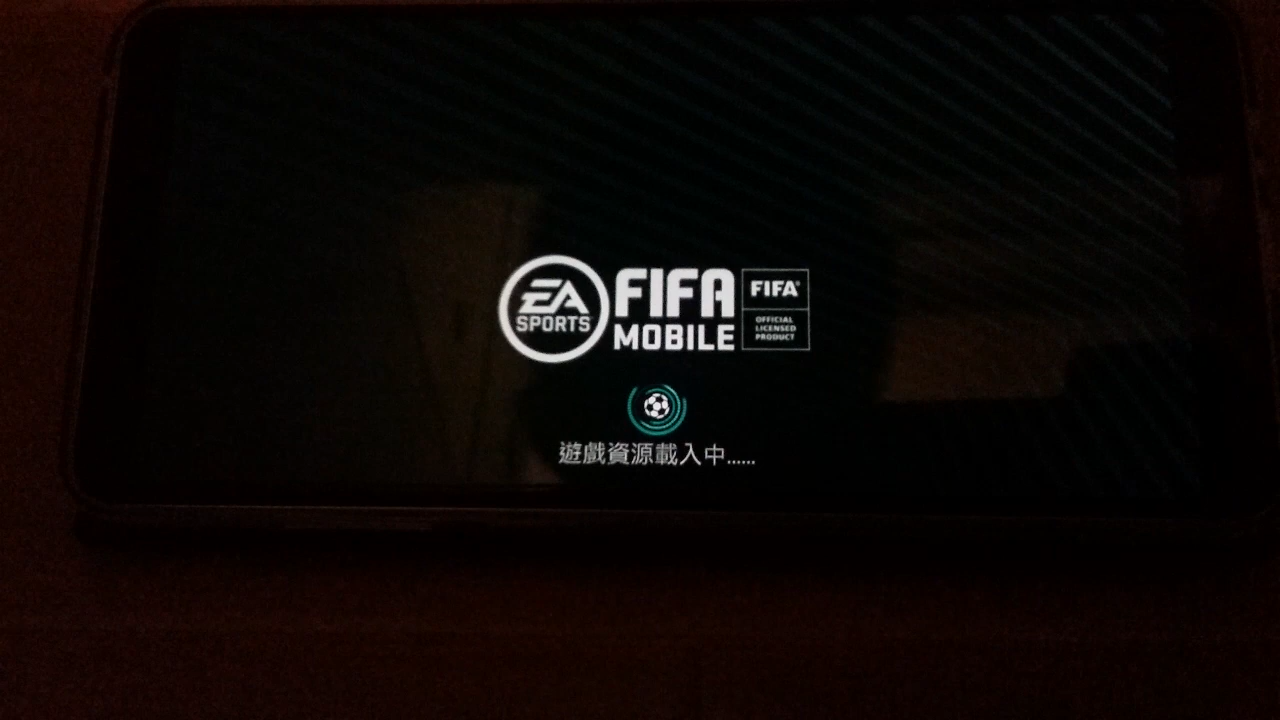 EA
SPORTS
FIFA
MOBILE
FIFA
OFFICIAL
LICENSED
PRODUCT
遊戲資源載入中......